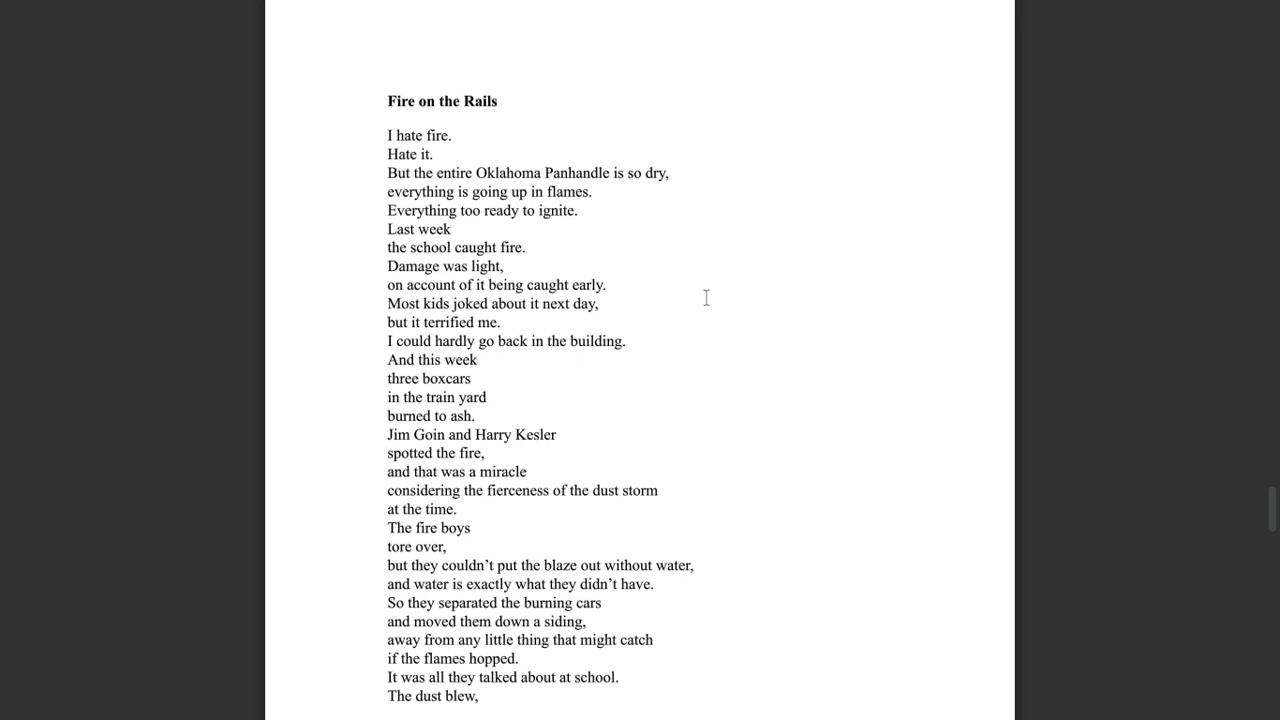 Fire on the Rails
I hate fire.
Hate it.
But the entire Oklahoma Panhandle is so dry,
everything is going up in flames.
Everything too ready to ignite.
Last week
the school caught fire.
Damage was light,
on account of it being caught early.
Most kids joked about it next day,
but it terrified me.
I could hardly go back in the building.
And this week
three boxcars
in the train yard
burned to ash.
Jim Goin and Harry Kesler
spotted the fire,
and that was a miracle
considering the fierceness of the dust storm
at the time.
The fire boys
tore over,
but they couldn’t put the blaze out without water,
and water is exactly what they didn’t have.
So they separated the burning cars
and moved them down a siding,
away from any little thing that might catch
if the flames hopped.
It was all they talked about at school.
The dust blew,